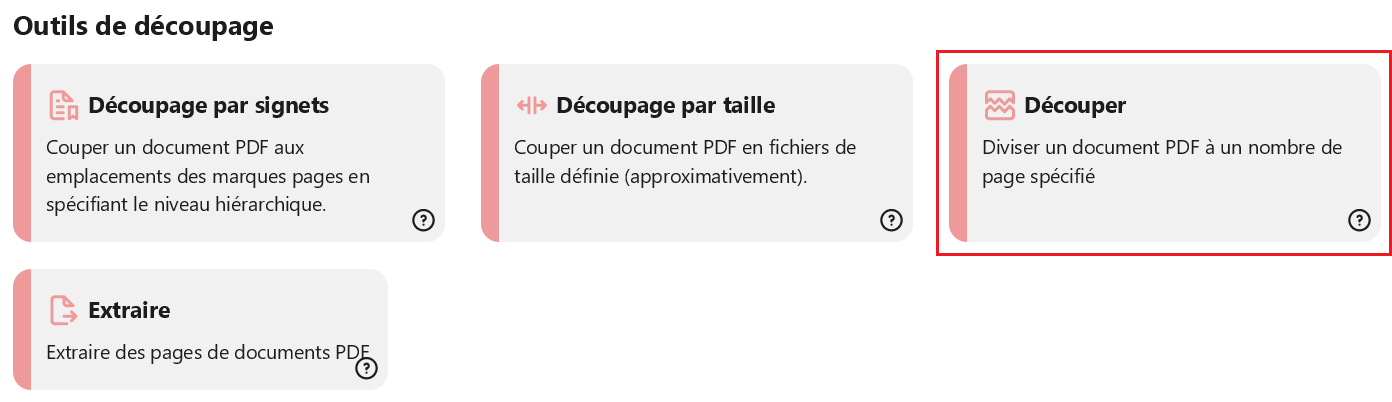 Outils de découpage
Découpage par signets
Couper un document PDF aux
emplacements des marques pages en
spécifiant le niveau hiérarchique.
Découpage par taille
Couper un document PDF en fichiers de
taille définie (approximativement).
Découper
Diviser un document PDF à un nombre de
page spécifié
Extraire
Extraire des pages de documents PDF